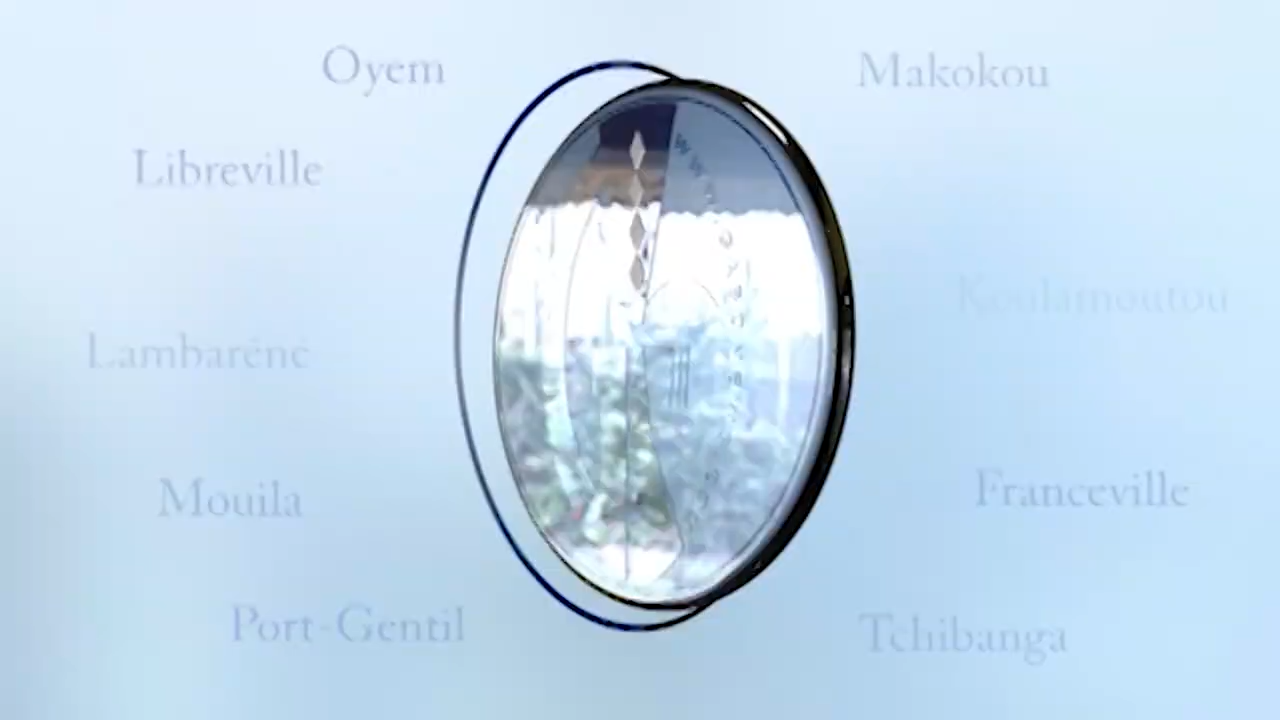 Oyem
Makokou
Libreville
Koulamoutou
Lambaréné
Mouila
Franceville
Port-Gentil
Tchibanga